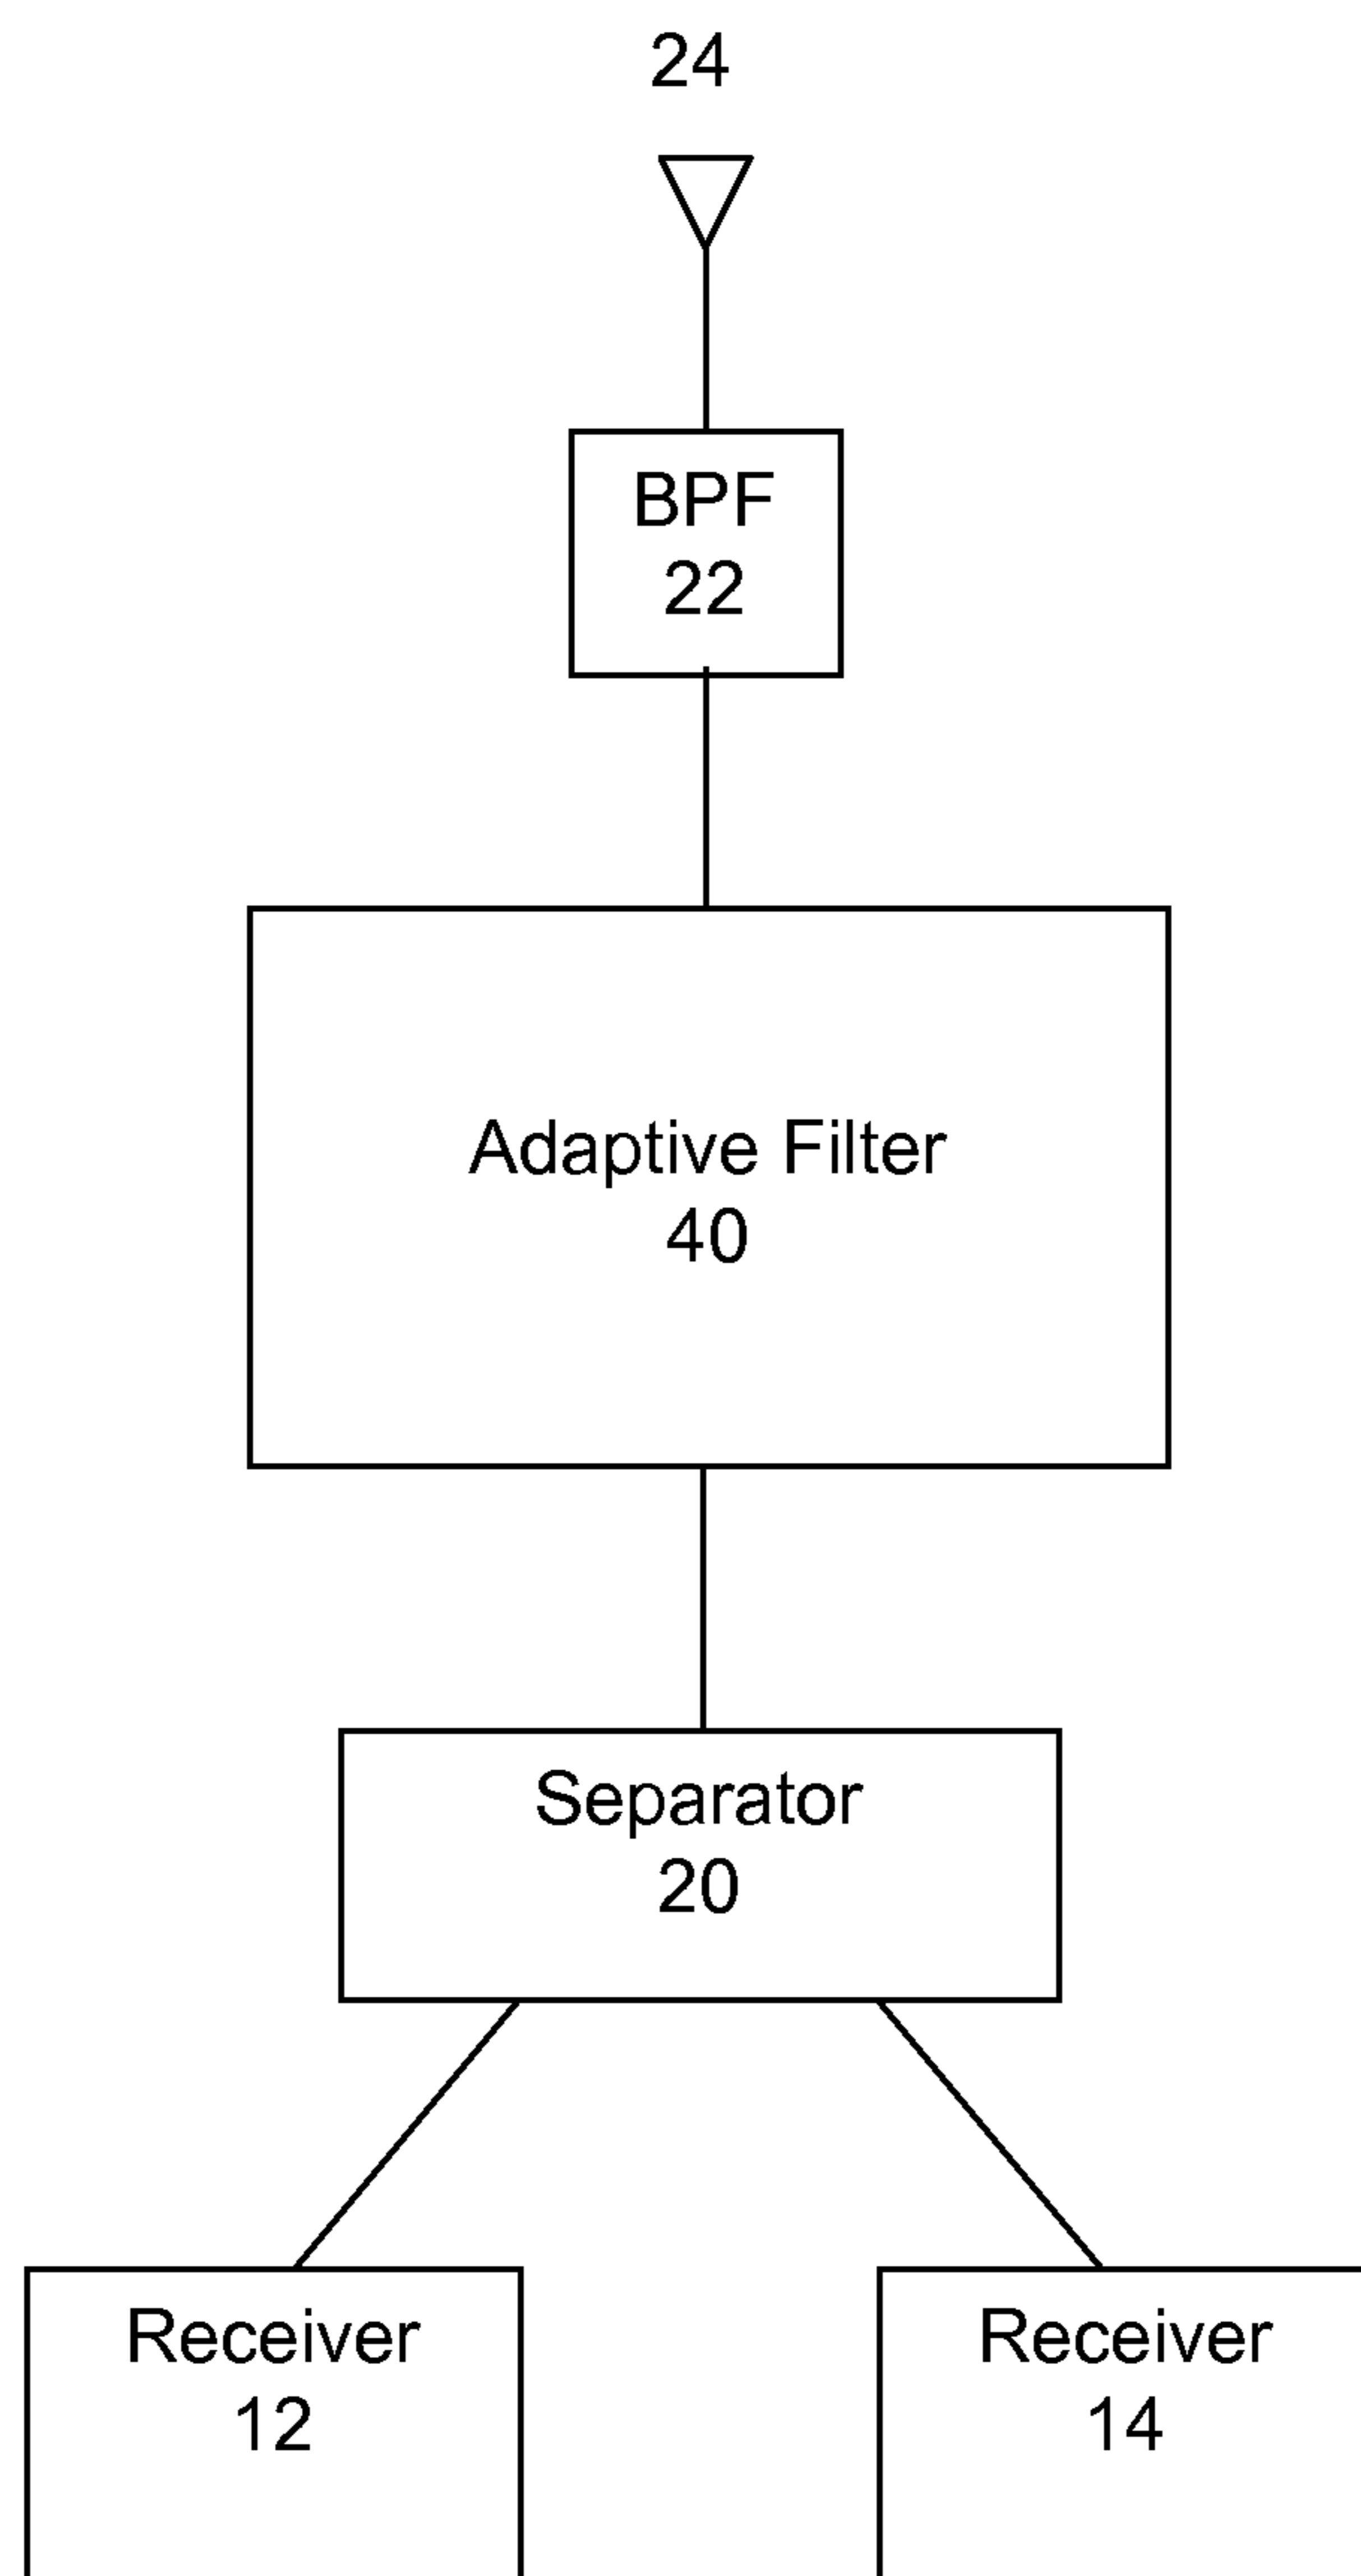 24
BPF
22
Adaptive Filter
40
Separator
20
Receiver
12
Receiver
14